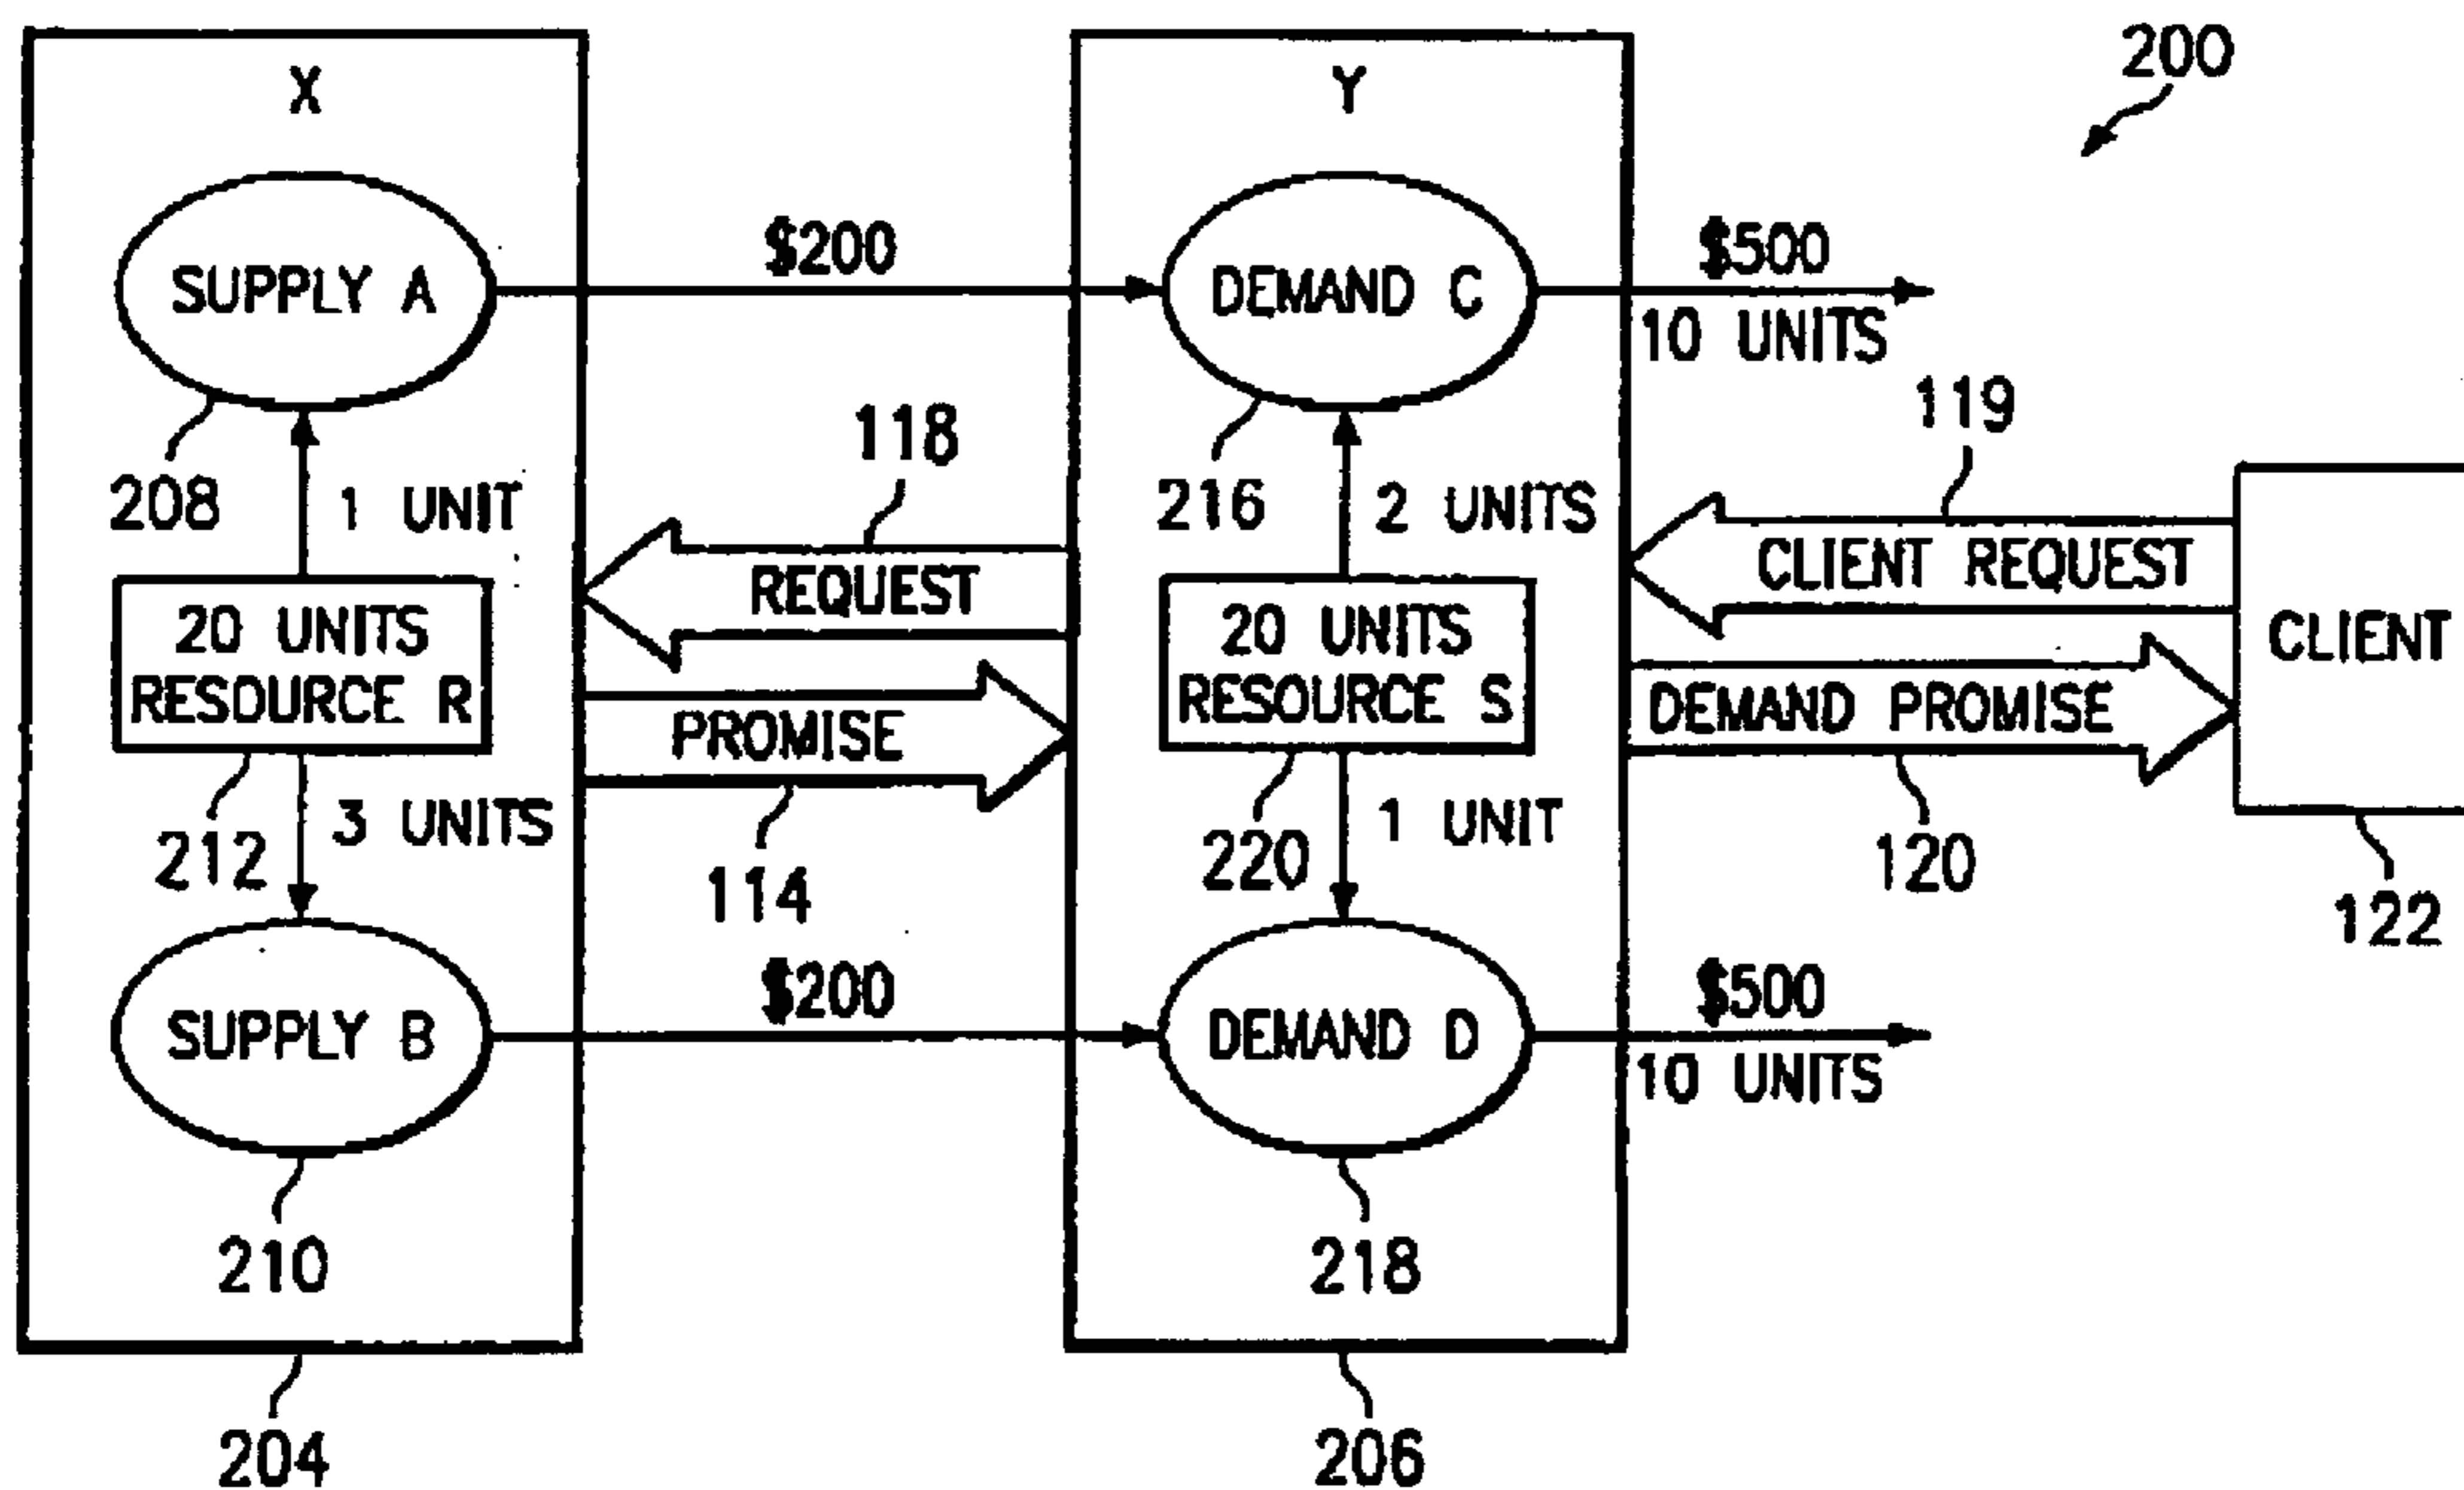 200
X
Y
SUPPLY A
$200
DEMAND C
$500
10 UNITS
208
1 UNIT
118
216
2 UNITS
119
REQUEST
CLIENT REQUEST
20 UNITS
RESOURCE R
20 UNITS
RESOURCE S
CLIENT
PROMISE
DEMAND PROMISE
212
3 UNITS
114
220
1 UNIT
120
122
SUPPLY B
$200
DEMAND D
$500
10 UNITS
210
218
204
206